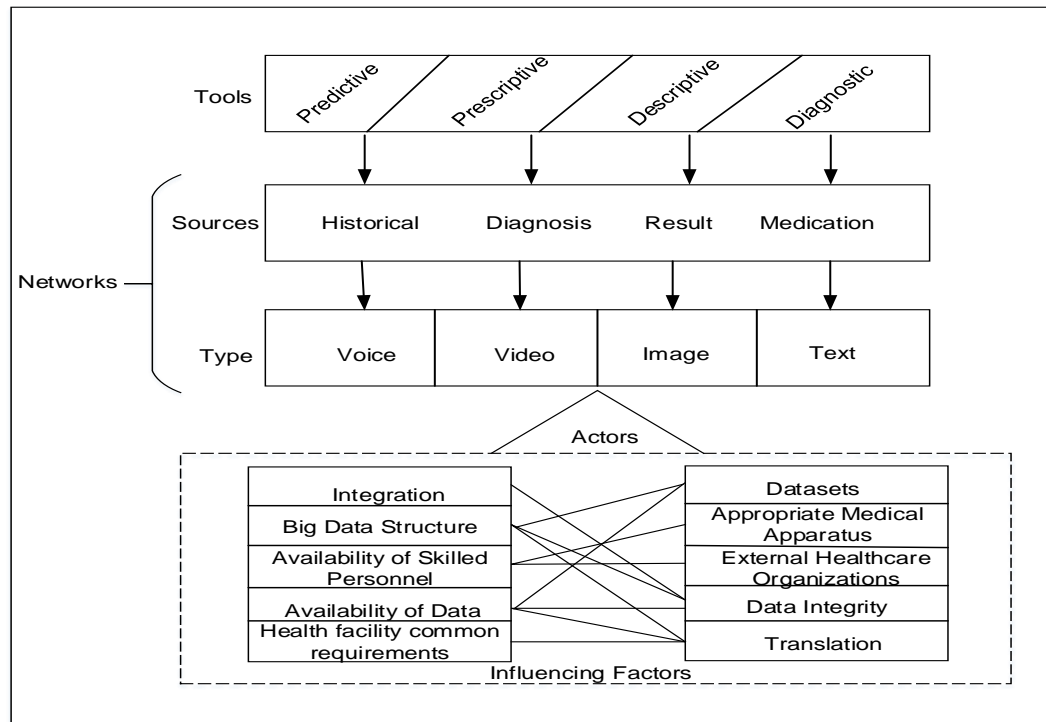 Tools
Predictive
Prescriptive
Descriptive
Diagnostic
Networks
Sources
Historical
Diagnosis
Result
Medication
Type
Voice
Video
Image
Text
Actors
Integration
Big Data Structure
Availability of Skilled
Personnel
Availability of Data
Health facility common
requirements
Datasets
Appropriate Medical
Apparatus
External Healthcare
Organizations
Data Integrity
Translation
Influencing Factors